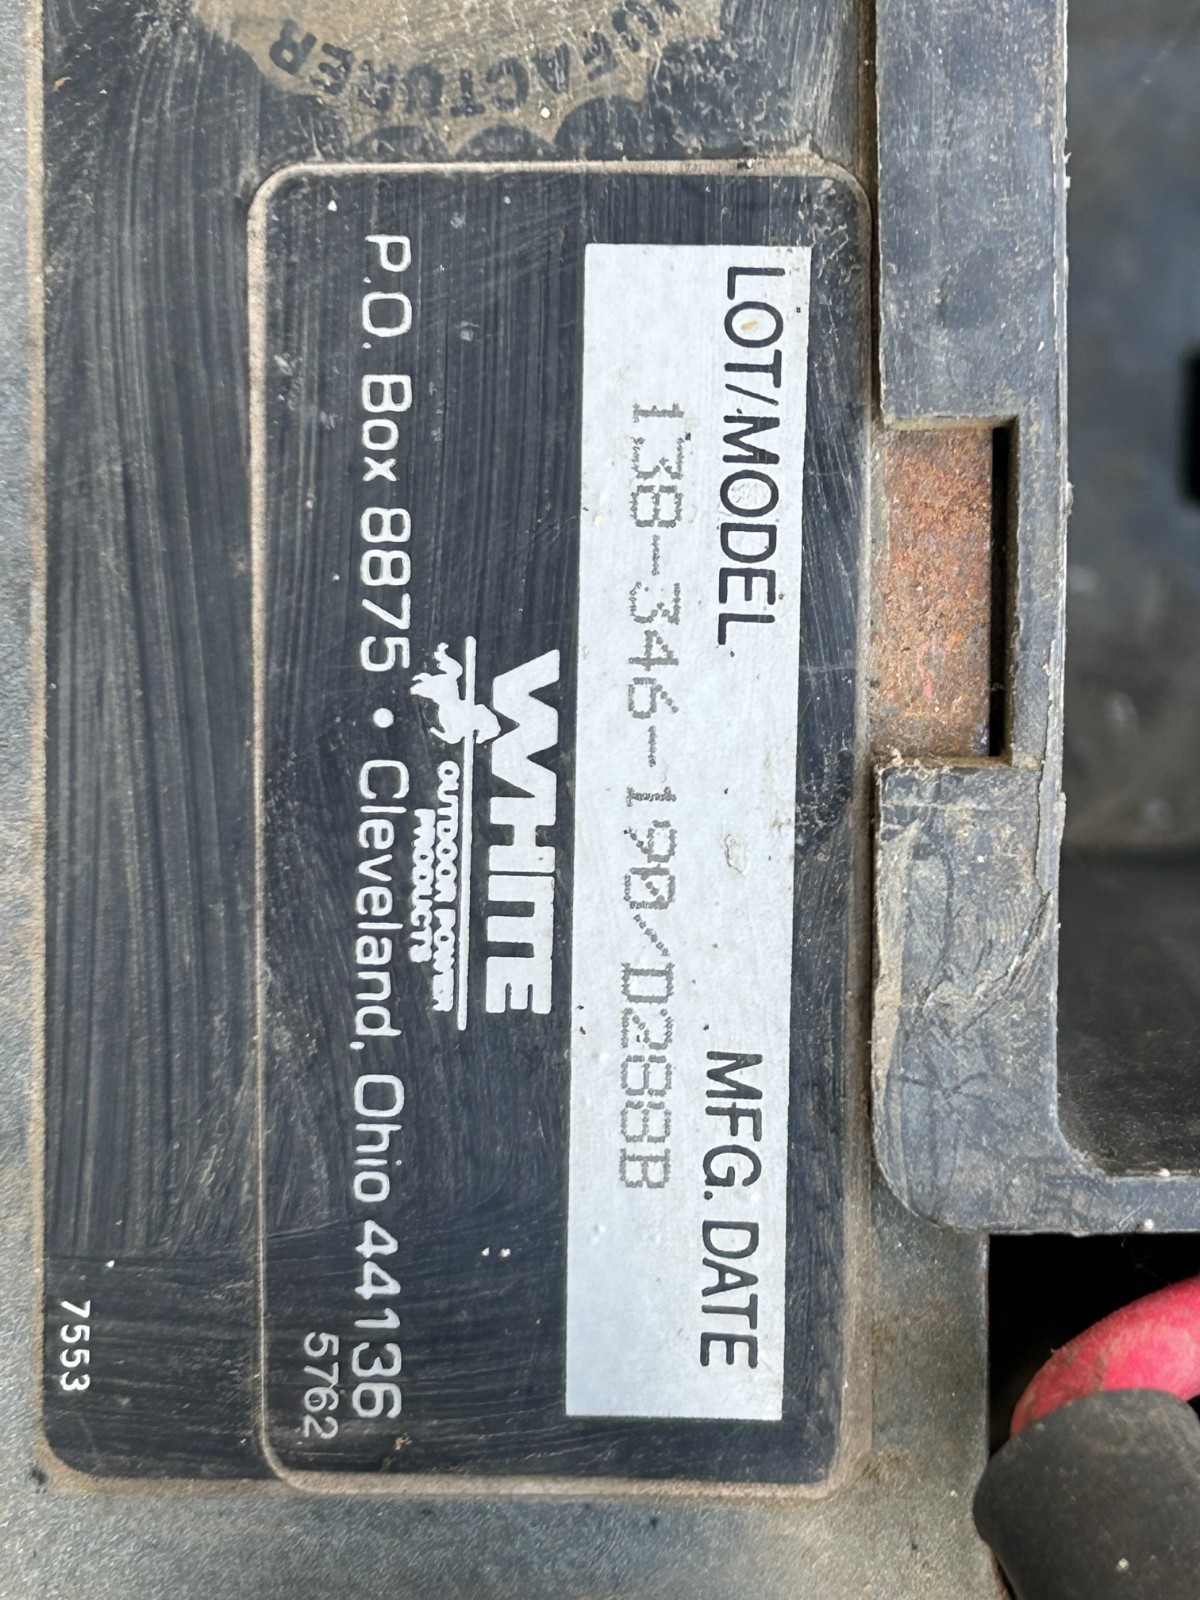 LOT/MODEL MFG. DATE
138-346-190/D288B
WHITE
OUTDOOR POWER
PRODUCTS
P.O. Box 8875 • Cleveland, Ohio 44136
5762
7553